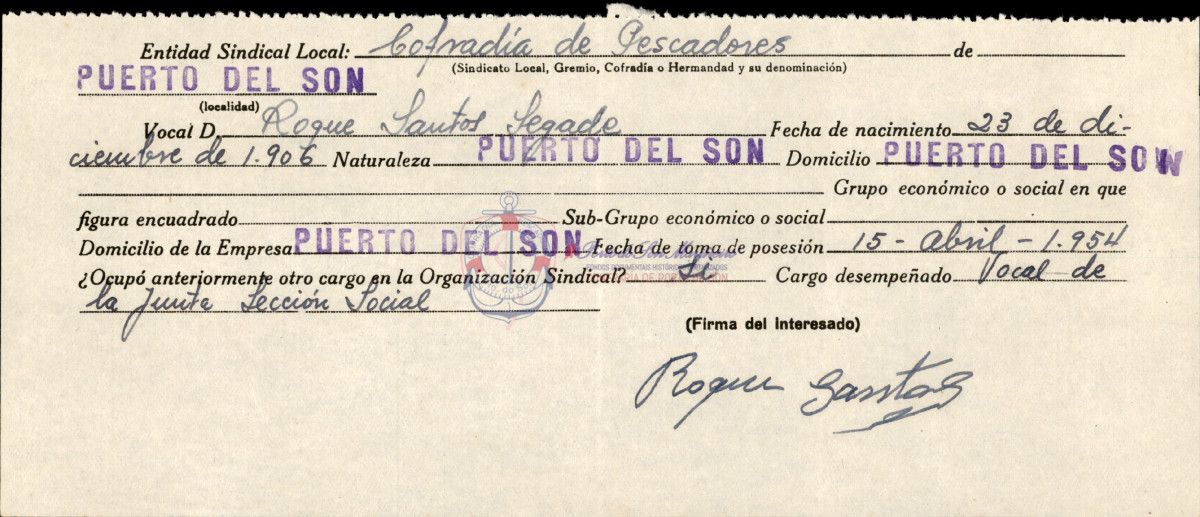 Entidad Sindical Local: Cofradía de Pescadores de
(Sindicato Local, Gremio, Cofradía o Hermandad y su denominación)
PUERTO DEL SON
(localidad)
Vocal D. Roque Santos Segade Fecha de nacimiento 23 de di-
ciembre de 1.906 Naturaleza PUERTO DEL SON Domicilio PUERTO DEL SON
Grupo económico o social en que
figura encuadrado Sub-Grupo económico o social
Domicilio de la Empresa PUERTO DEL SON Fecha de toma de posesión 15 - abril - 1.954
¿Ocupó anteriormente otro cargo en la Organización Sindical? Si Cargo desempeñado Vocal de
la Junta Sección Social
(Firma del Interesado)
Roque Santos